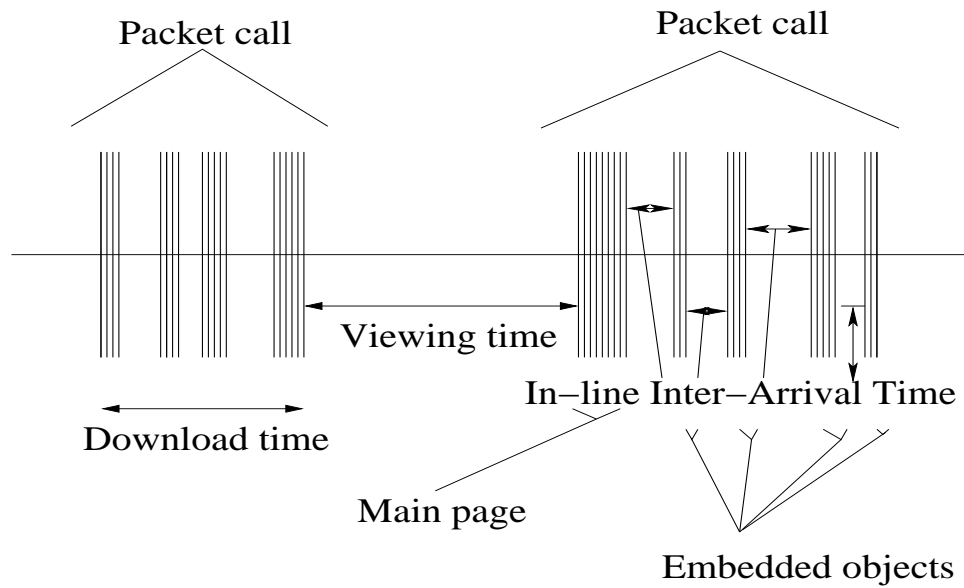 Packet call
Packet call
Viewing time
In−line Inter−Arrival Time
Download time
Main page
Embedded objects